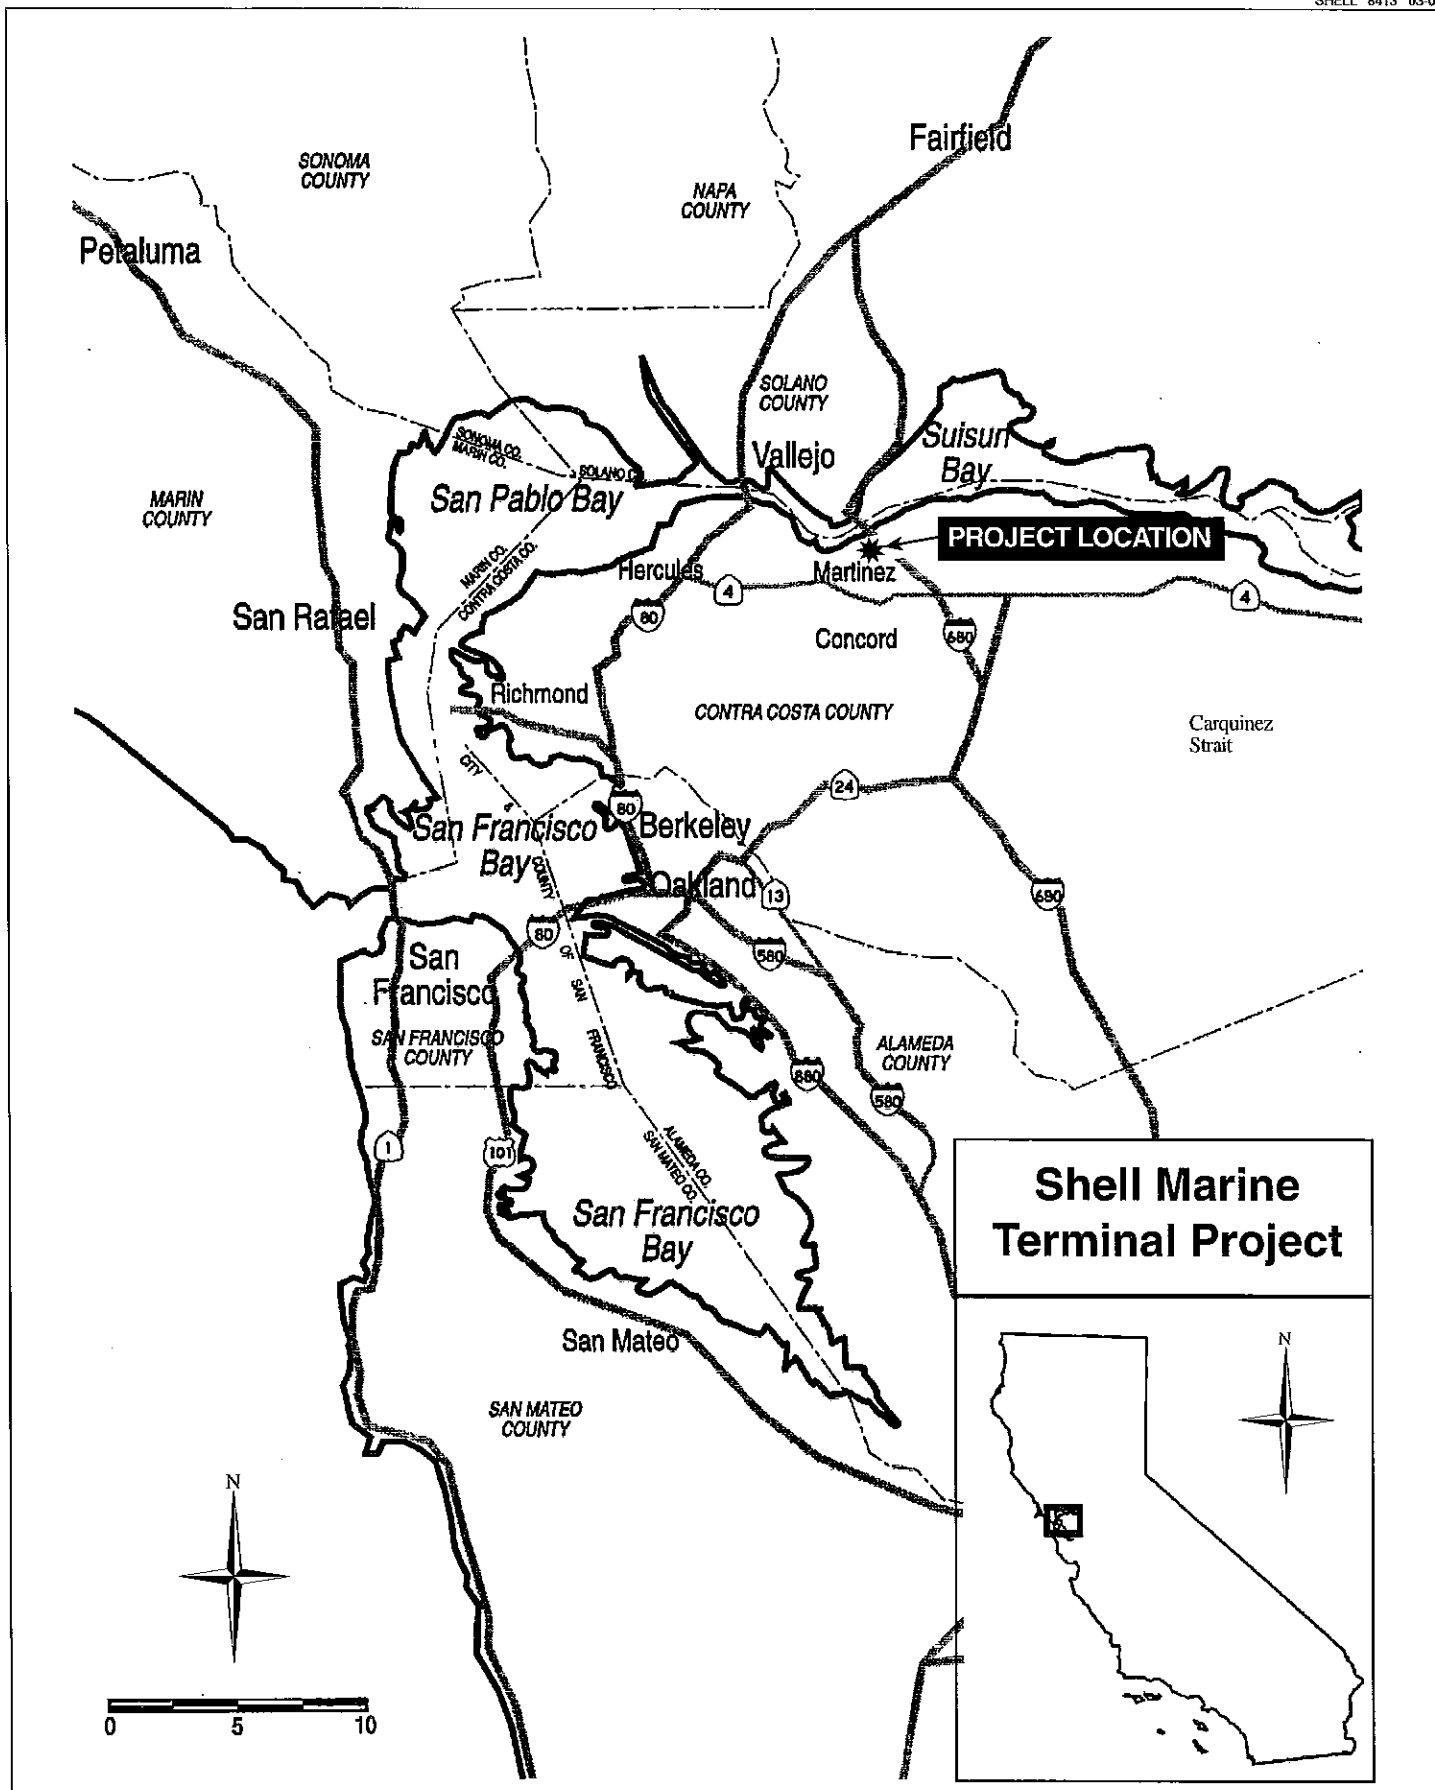 SHELL 8413 03-0
Fairfield
SONOMA
COUNTY
NAPA
COUNTY
Petaluma
SOLANO
COUNTY
Vallejo
Suisun
Bay
SONOMA CO.
MARIN CO.
SOLANO C
San Pablo Bay
MARIN
COUNTY
PROJECT LOCATION
MARIN CO.
CONTRA COSTA CO.
Hercules
Martinez
4
4
80
San Rafael
Concord
680
Richmond
CONTRA COSTA COUNTY
Carquinez
Strait
CITY
&
24
80
San Francisco
Bay
Berkeley
COUNTY
Oakland
13
680
80
OF
580
San
Francisco
SAN
SAN FRANCISCO
COUNTY
FRANCISCO
ALAMEDA
COUNTY
880
580
1
101
ALAMEDA CO.
SAN MATEO CO.
Shell Marine
Terminal Project
San Francisco
Bay
San Mateo
N
SAN MATEO
COUNTY
N
0 5 10